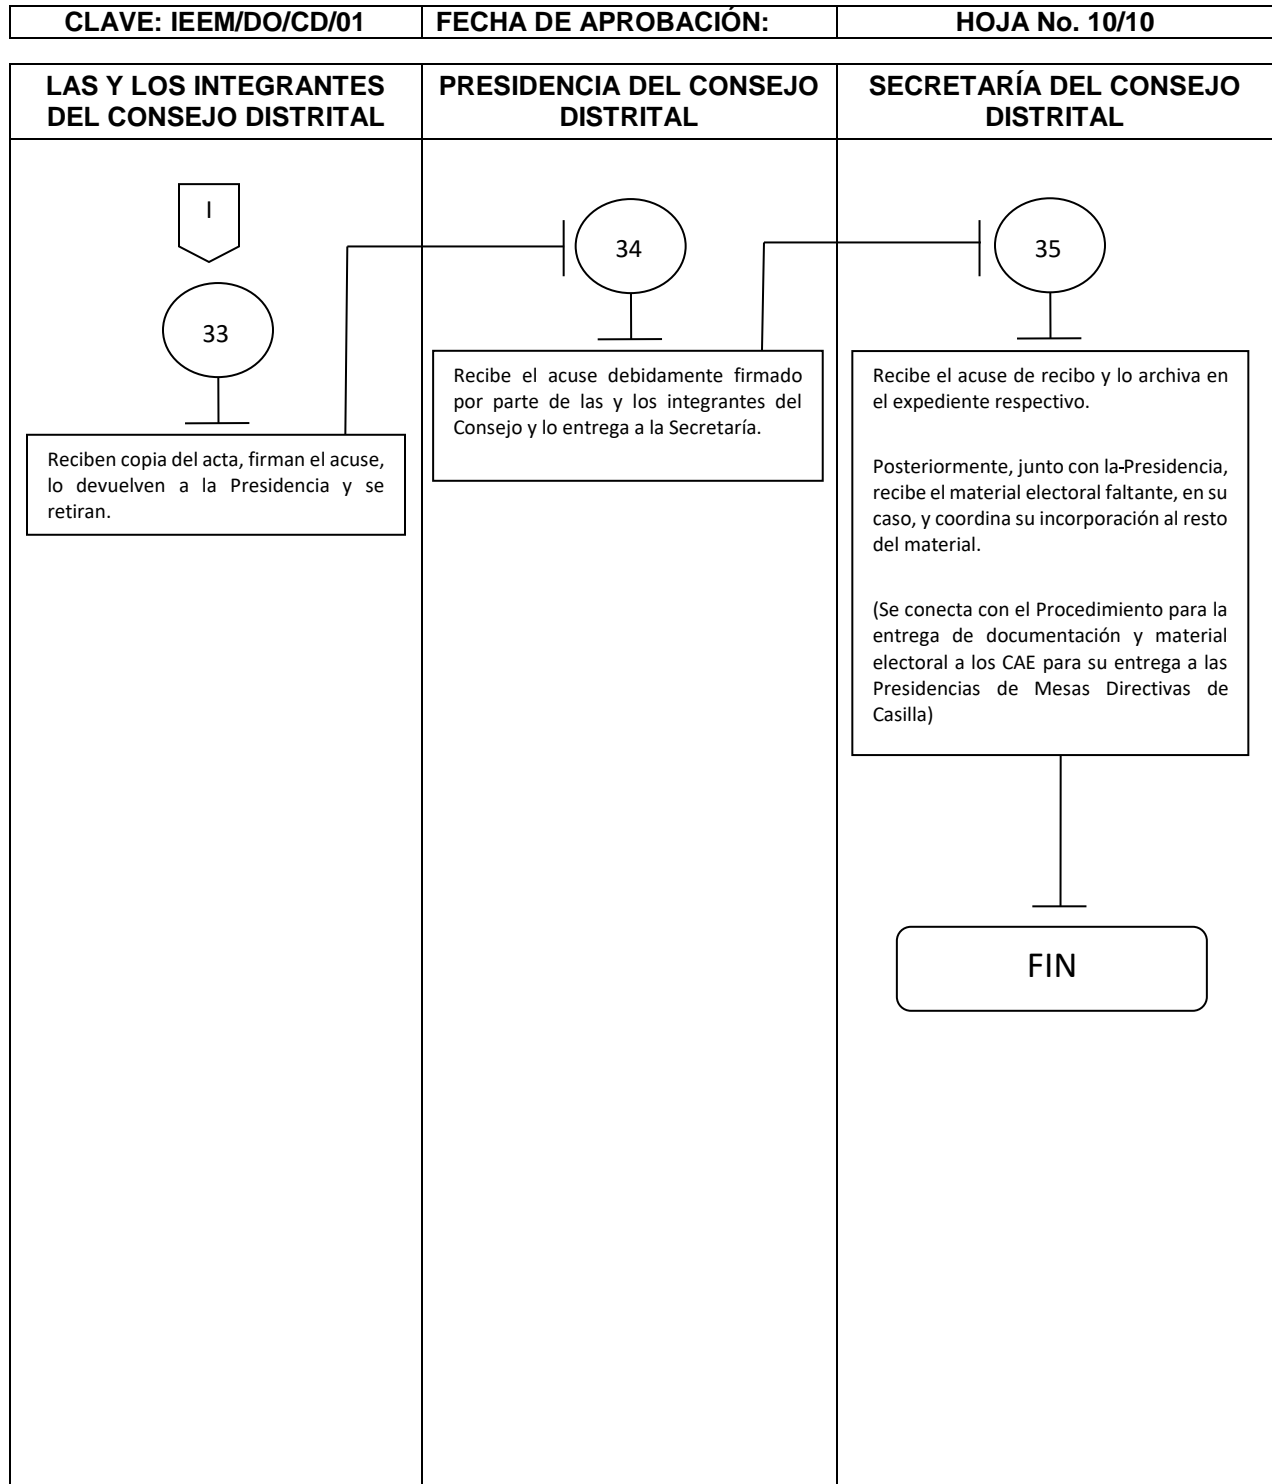 CLAVE: IEEM/DO/CD/01
FECHA DE APROBACIÓN:
HOJA No. 10/10
LAS Y LOS INTEGRANTES
DEL CONSEJO DISTRITAL
PRESIDENCIA DEL CONSEJO
DISTRITAL
SECRETARÍA DEL CONSEJO
DISTRITAL
I
33
Reciben copia del acta, firman el acuse,
lo devuelven a la Presidencia y se
retiran.
34
Recibe el acuse debidamente firmado
por parte de las y los integrantes del
Consejo y lo entrega a la Secretaría.
35
Recibe el acuse de recibo y lo archiva en
el expediente respectivo.
Posteriormente, junto con la-Presidencia,
recibe el material electoral faltante, en su
caso, y coordina su incorporación al resto
del material.
(Se conecta con el Procedimiento para la
entrega de documentación y material
electoral a los CAE para su entrega a las
Presidencias de Mesas Directivas de
Casilla)
FIN